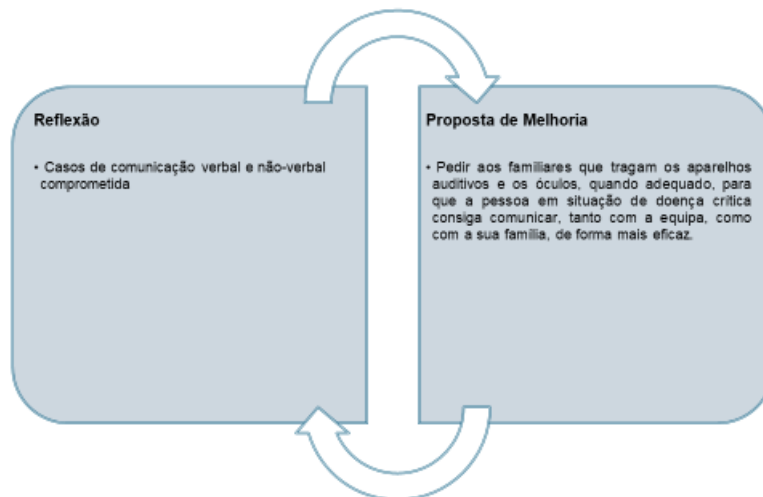 Reflexão
• Casos de comunicação verbal e não-verbal
comprometida
Proposta de Melhoria
• Pedir aos familiares que tragam os aparelhos
auditivos e os óculos, quando adequado, para
que a pessoa em situação de doença crítica
consiga comunicar, tanto com a equipa, como
com a sua família, de forma mais eficaz.